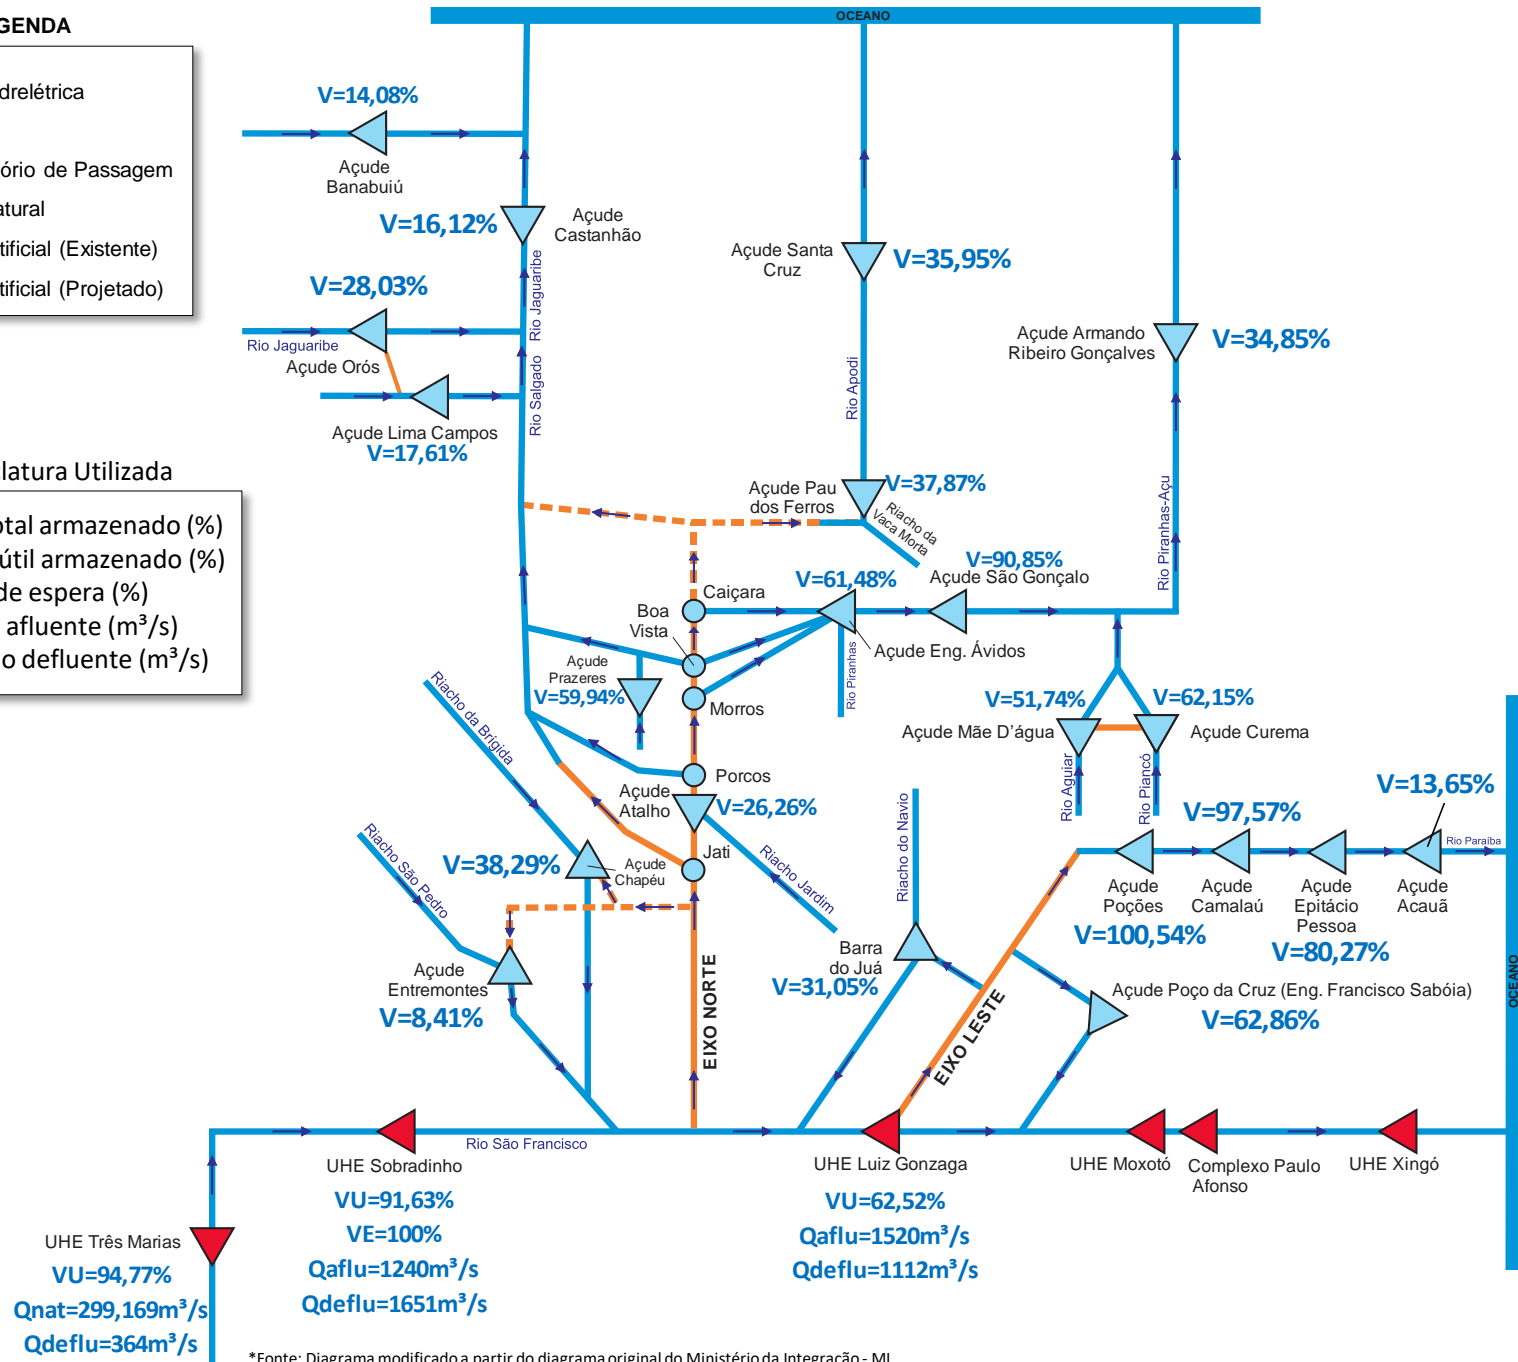 OCEANO
GENDA
drelétrica
ório de Passagem
atural
tificial (Existente)
tificial (Projetado)
V=14,08%
Açude
Banabuiú
V=16,12%
Açude
Castanhão
V=28,03%
Rio Jaguaribe
Açude Orós
Rio Jaguaribe
Rio Salgado
Açude Lima Campos
V=17,61%
Açude Santa
Cruz
V=35,95%
Rio Apodi
Açude Armando
Ribeiro Gonçalves
V=34,85%
Rio Piranhas-Açu
clatura Utilizada
otal armazenado (%)
útil armazenado (%)
de espera (%)
afluente (m³/s)
o defluente (m³/s)
Açude Pau
dos Ferros
V=37,87%
Riacho da
Vaca Morta
V=90,85%
Açude São Gonçalo
V=61,48%
Caiçara
Boa
Vista
Açude Eng. Ávidos
Rio Piranhas
Açude
Prazeres
V=59,94%
Morros
Riacho da Brígida
V=51,74%
V=62,15%
Açude Mãe D'água
Açude Curema
Rio Aguiar
Rio Piancó
Porcos
Açude
Atalho
V=26,26%
Jati
Riacho Jardim
Riacho do Navio
V=13,65%
V=97,57%
Rio Paraíba
Riacho São Pedro
V=38,29%
Açude
Chapéu
Açude
Poções
Açude
Camalaú
Açude
Epitácio
Pessoa
Açude
Acauã
V=100,54%
V=80,27%
Açude
Entremontes
V=8,41%
EIXO NORTE
Barra
do Juá
V=31,05%
EIXO LESTE
Açude Poço da Cruz (Eng. Francisco Sabóia)
V=62,86%
OCEANO
Rio São Francisco
UHE Sobradinho
VU=91,63%
VE=100%
Qaflu=1240m³/s
Qdeflu=1651m³/s
UHE Luiz Gonzaga
VU=62,52%
Qaflu=1520m³/s
Qdeflu=1112m³/s
UHE Moxotó
Complexo Paulo
Afonso
UHE Xingó
UHE Três Marias
VU=94,77%
Qnat=299,169m³/s
Qdeflu=364m³/s
*Fonte: Diagrama modificado a partir do diagrama original do Ministério da Integração - MI